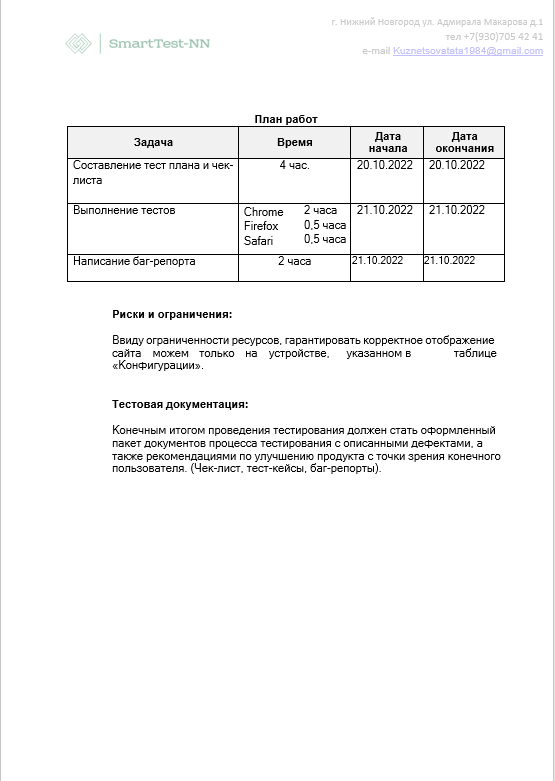 г. Нижний Новгород ул. Адмирала Макарова д.1
SmartTest-NN
тел +7(930)705 42 41
e-mail Kuznetsovatata1984@gmail.com
План работ
Задача Время Дата начала Дата окончания
Составление тест плана и чек- 4 час. 20.10.2022 20.10.2022
листа
Выполнение тестов Chrome 2 часа 21.10.2022 21.10.2022
Firefox 0,5 часа
Safari 0,5 часа
Написание баг-репорта 2 часа 21.10.2022 21.10.2022
Риски и ограничения:
Ввиду ограниченности ресурсов, гарантировать корректное отображение
сайта можем только на устройстве, указанном в таблице
«Конфигурации».
Тестовая документация:
Конечным итогом проведения тестирования должен стать оформленный
пакет документов процесса тестирования с описанными дефектами, а
также рекомендациями по улучшению продукта с точки зрения конечного
пользователя. (Чек-лист, тест-кейсы, баг-репорты).